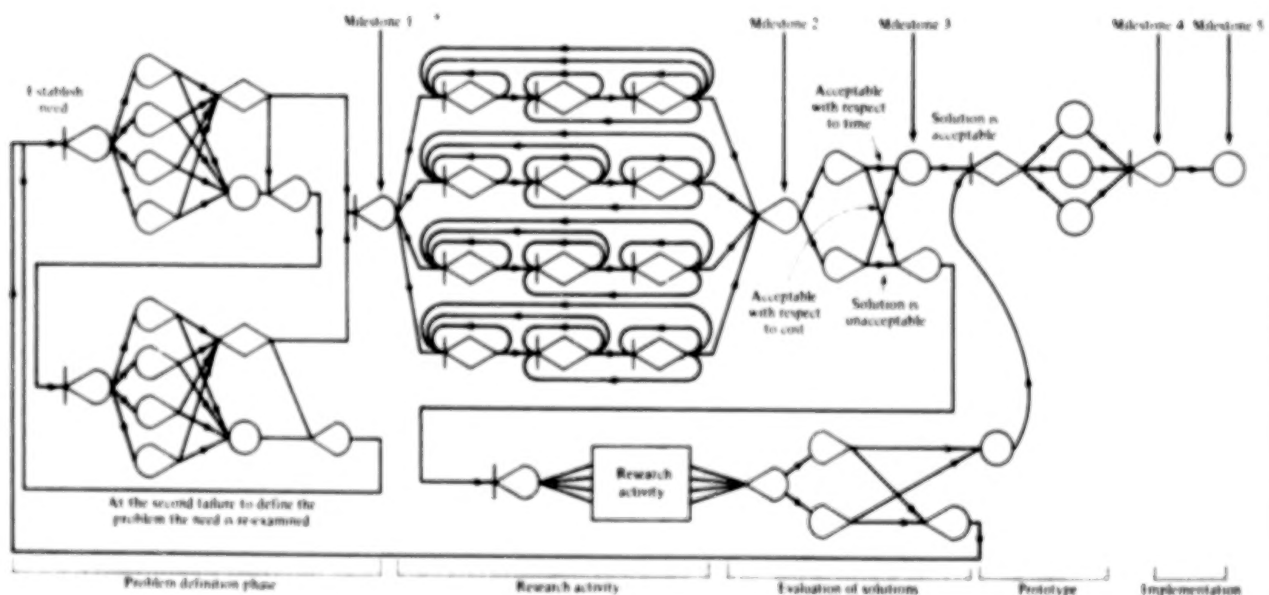 Milestone 1
Milestone 2
Milestone 3
Milestone 4
Milestone 5
Establish
need
Acceptable
with respect
to time
Solution is
acceptable
Acceptable
with respect
to cost
Solution is
unacceptable
Research
activity
At the second failure to define the
problem the need is re-examined
Problem definition phase
Research activity
Evaluation of solutions
Prototype
Implementation